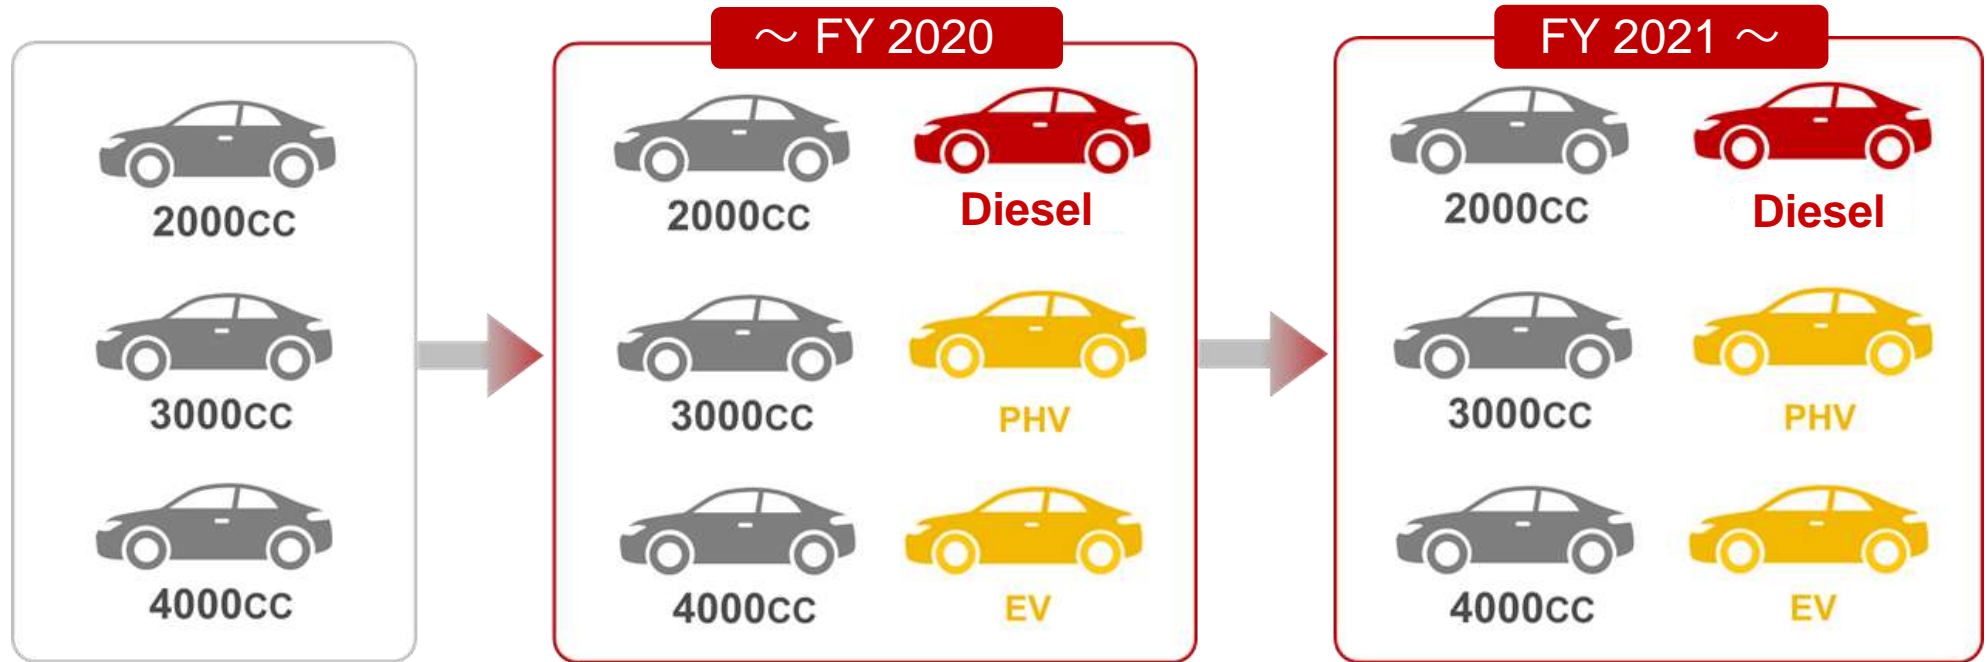 2000CC
3000CC
4000CC
～ FY 2020
2000CC
Diesel
3000CC
PHV
4000CC
EV
FY 2021 ～
2000CC
Diesel
3000CC
PHV
4000CC
EV